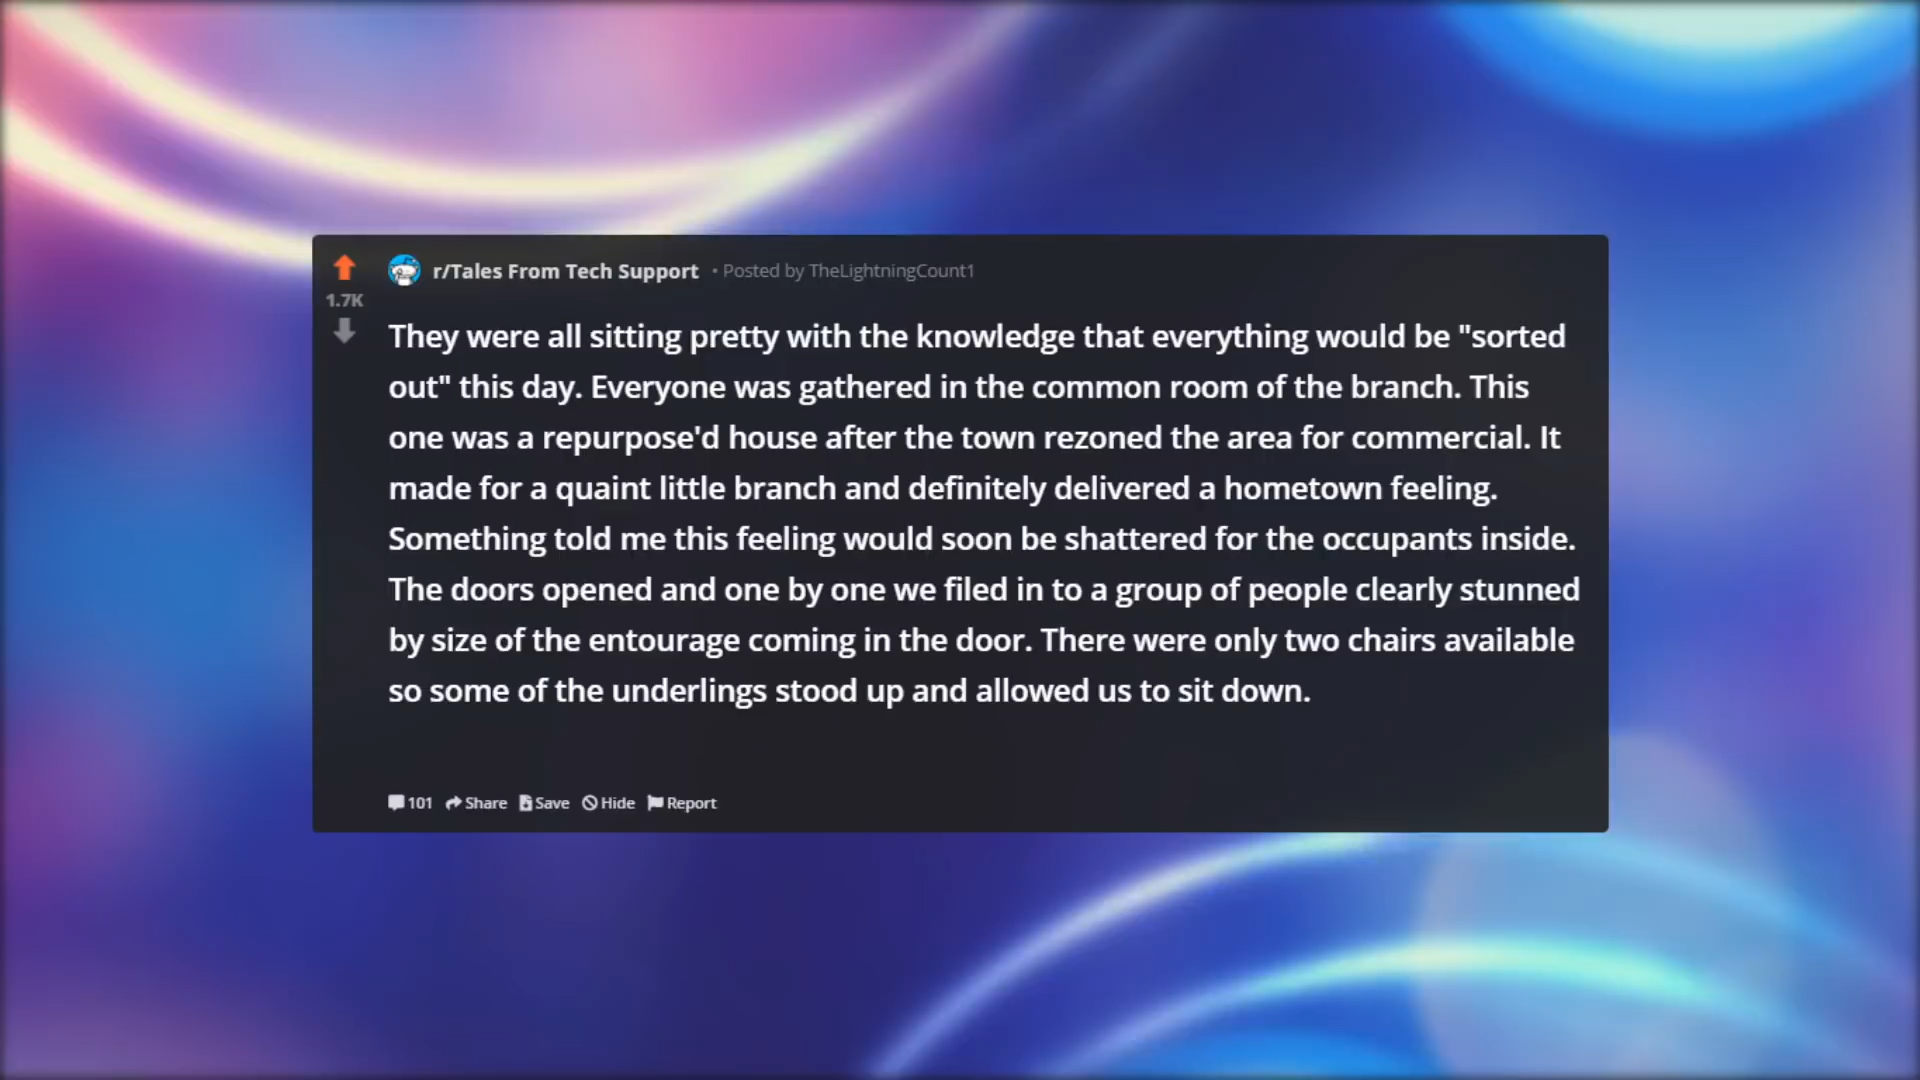 r/Tales From Tech Support • Posted by TheLightningCount1
1.7K
They were all sitting pretty with the knowledge that everything would be "sorted
out" this day. Everyone was gathered in the common room of the branch. This
one was a repurpose'd house after the town rezoned the area for commercial. It
made for a quaint little branch and definitely delivered a hometown feeling.
Something told me this feeling would soon be shattered for the occupants inside.
The doors opened and one by one we filed in to a group of people clearly stunned
by size of the entourage coming in the door. There were only two chairs available
so some of the underlings stood up and allowed us to sit down.
101 Share Save Hide Report